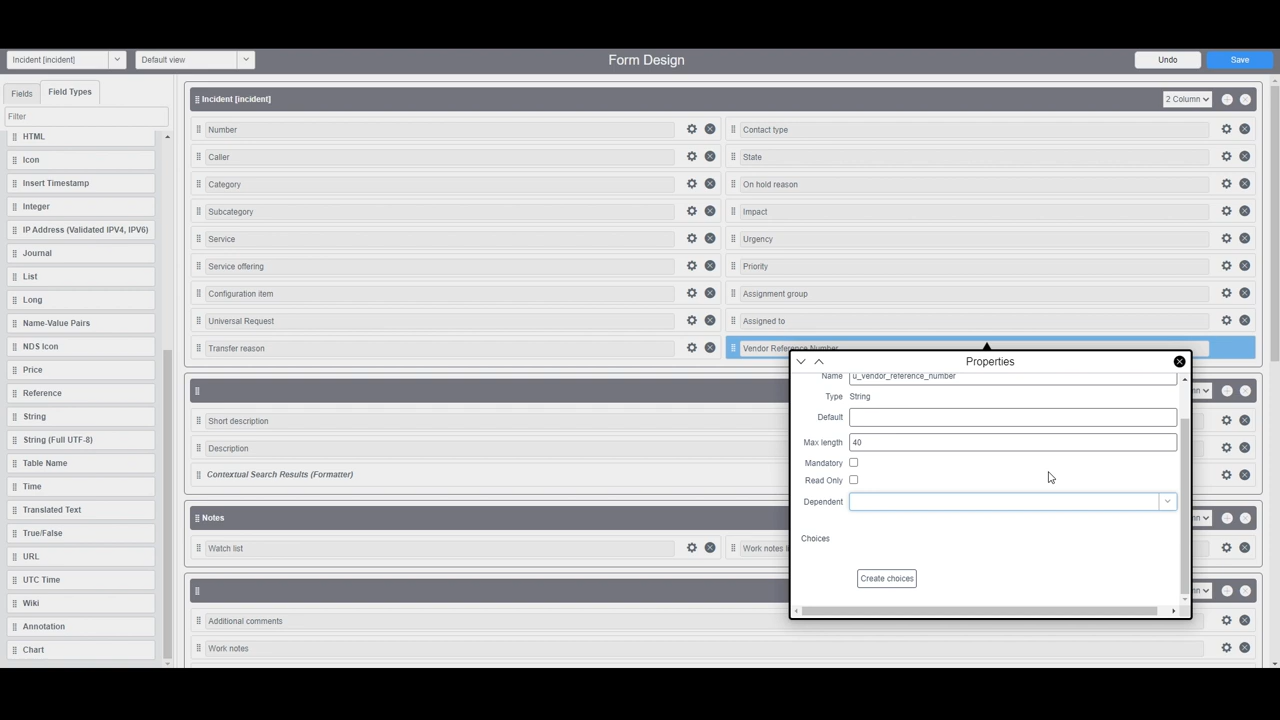 Incident [incident]
Default view
Form Design
Undo
Save
Fields
Field Types
Filter
HTML
Icon
Insert Timestamp
Integer
IP Address (Validated IPV4, IPV6)
Journal
List
Long
Name-Value Pairs
NDS Icon
Price
Reference
String
String (Full UTF-8)
Table Name
Time
Translated Text
True/False
URL
UTC Time
Wiki
Annotation
Chart
Incident [incident]
2 Column
Number
Contact type
Caller
State
Category
On hold reason
Subcategory
Impact
Service
Urgency
Service offering
Priority
Configuration item
Assignment group
Universal Request
Assigned to
Transfer reason
Vendor Reference Number
Short description
Description
Contextual Search Results (Formatter)
Notes
Watch list
Work notes
Additional comments
Work notes
Properties
Name u_vendor_reference_number
Type String
Default
Max length 40
Mandatory
Read Only
Dependent
Choices
Create choices